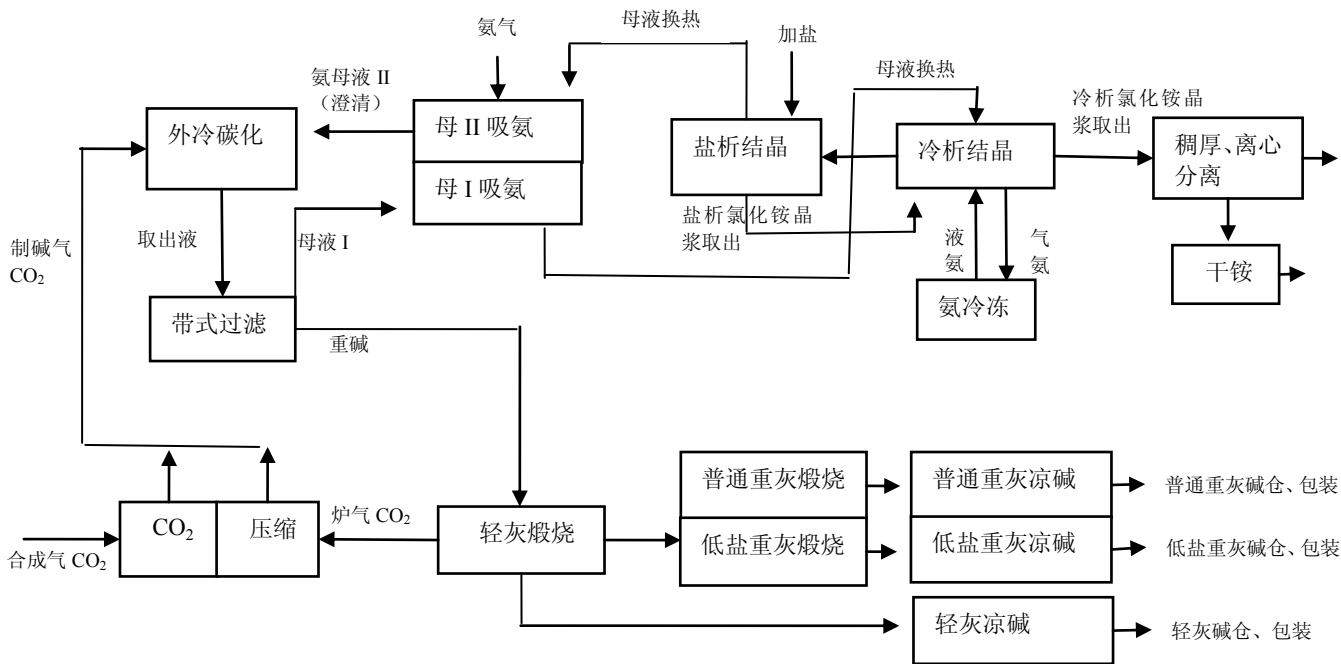 母液换热
氨气
加盐
母液换热
氨母液 II
（澄清）
冷析氯化铵晶
浆取出
外冷碳化
母 II 吸氨
盐析结晶
冷析结晶
稠厚、离心
分离
母 I 吸氨
盐析氯化铵晶
浆取出
取出液
母液 I
制碱气
CO₂
液
氨
气
氨
干铵
氨冷冻
带式过滤
重碱
普通重灰煅烧
普通重灰凉碱
普通重灰碱仓、包装
CO₂
压缩
炉气 CO₂
轻灰煅烧
低盐重灰煅烧
低盐重灰凉碱
低盐重灰碱仓、包装
合成气 CO₂
轻灰凉碱
轻灰碱仓、包装